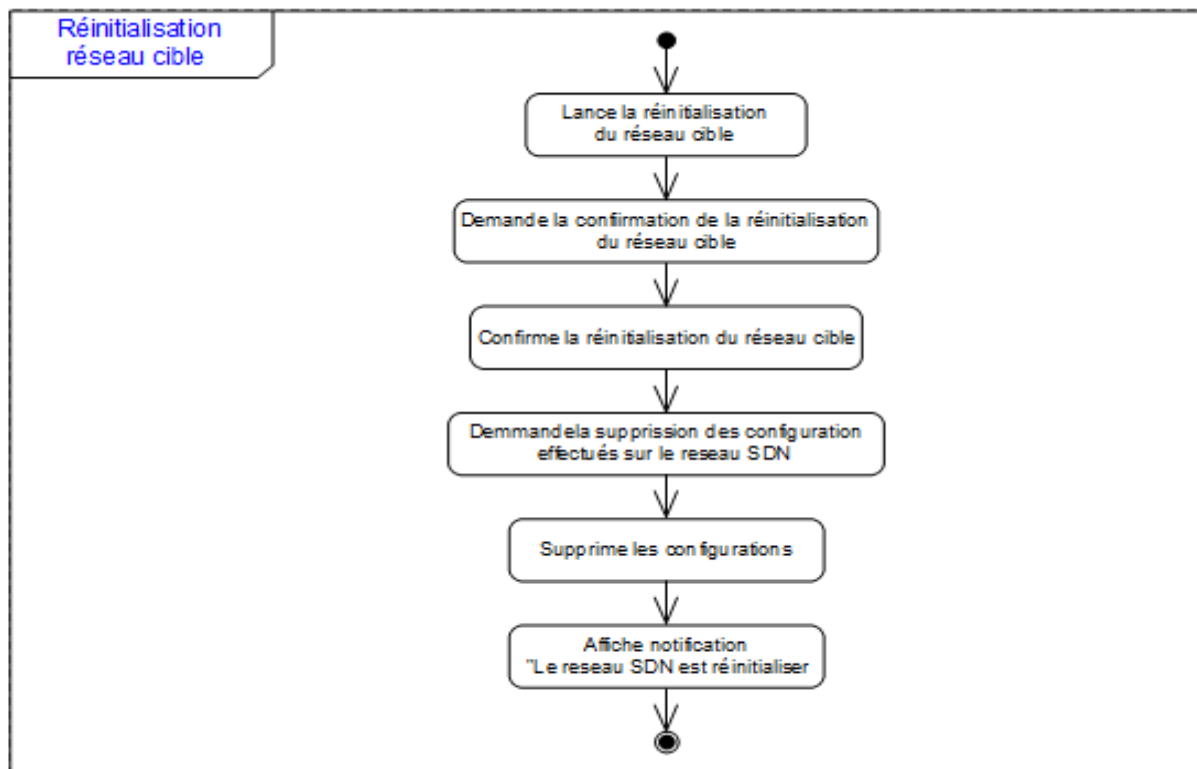 Réinitialisation
réseau cible
Lance la réinitialisation
du réseau cible
Demande la confiirmation de la réinitialisation
du réseau cible
Confirme la réinitialisation du réseau cible
Demmandela supprission des configuration
effectués sur le reseau SDN
Supprime les configurations
Affiche notification
"Le reseau SDN est réinitialiser